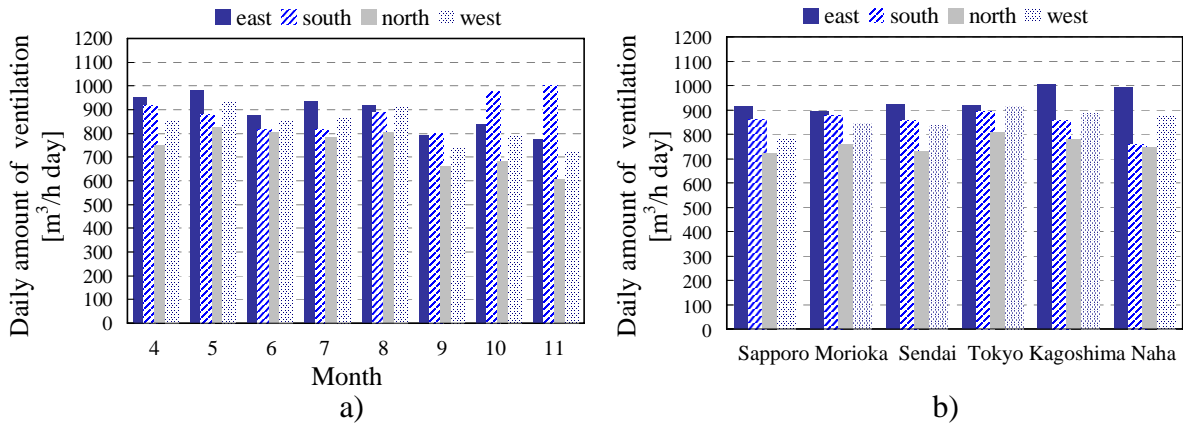 east south north west
Daily amount of ventilation
[m³/h day]
1200
1100
1000
900
800
700
600
500
400
300
200
100
0
4 5 6 7 8 9 10 11
Month
a)
east south north west
Daily amount of ventilation
[m³/h day]
1200
1100
1000
900
800
700
600
500
400
300
200
100
0
Sapporo Morioka Sendai Tokyo Kagoshima Naha
b)